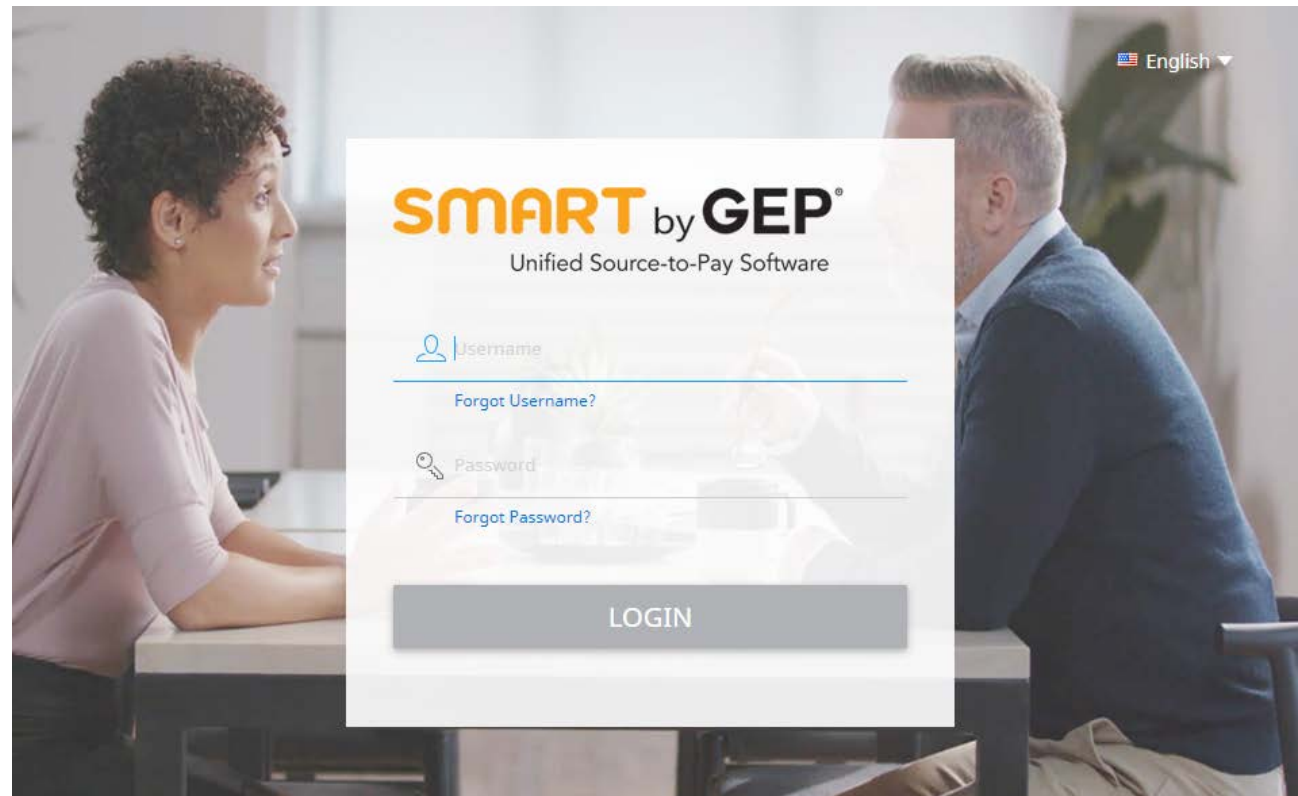 English
SMART by GEP®
Unified Source-to-Pay Software
Username
Forgot Username?
Password
Forgot Password?
LOGIN